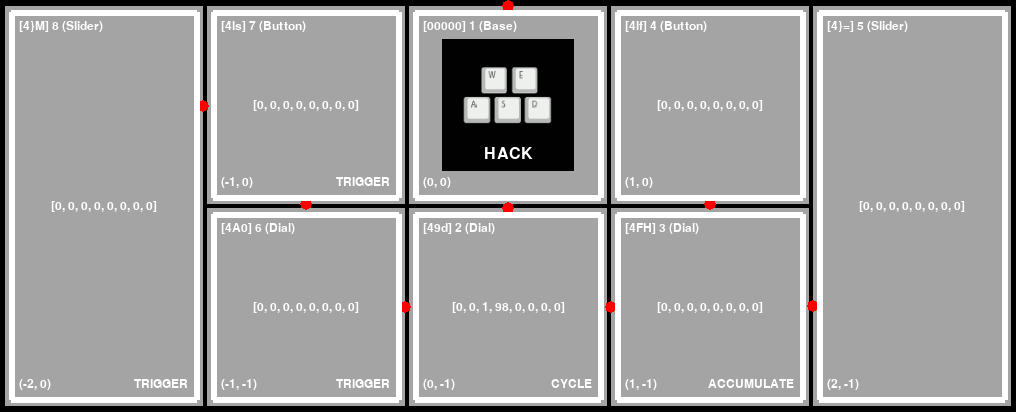 [4}M] 8 (Slider)
[0, 0, 0, 0, 0, 0, 0, 0]
(-2, 0) TRIGGER
[4ls] 7 (Button)
[0, 0, 0, 0, 0, 0, 0, 0]
(-1, 0) TRIGGER
[00000] 1 (Base)
W E
A S D
HACK
(0, 0)
[4lf] 4 (Button)
[0, 0, 0, 0, 0, 0, 0, 0]
(1, 0)
[4}=] 5 (Slider)
[0, 0, 0, 0, 0, 0, 0, 0]
(2, -1)
[4A0] 6 (Dial)
[0, 0, 0, 0, 0, 0, 0, 0]
(-1, -1) TRIGGER
[49d] 2 (Dial)
[0, 0, 1, 98, 0, 0, 0, 0]
(0, -1) CYCLE
[4FH] 3 (Dial)
[0, 0, 0, 0, 0, 0, 0, 0]
(1, -1) ACCUMULATE